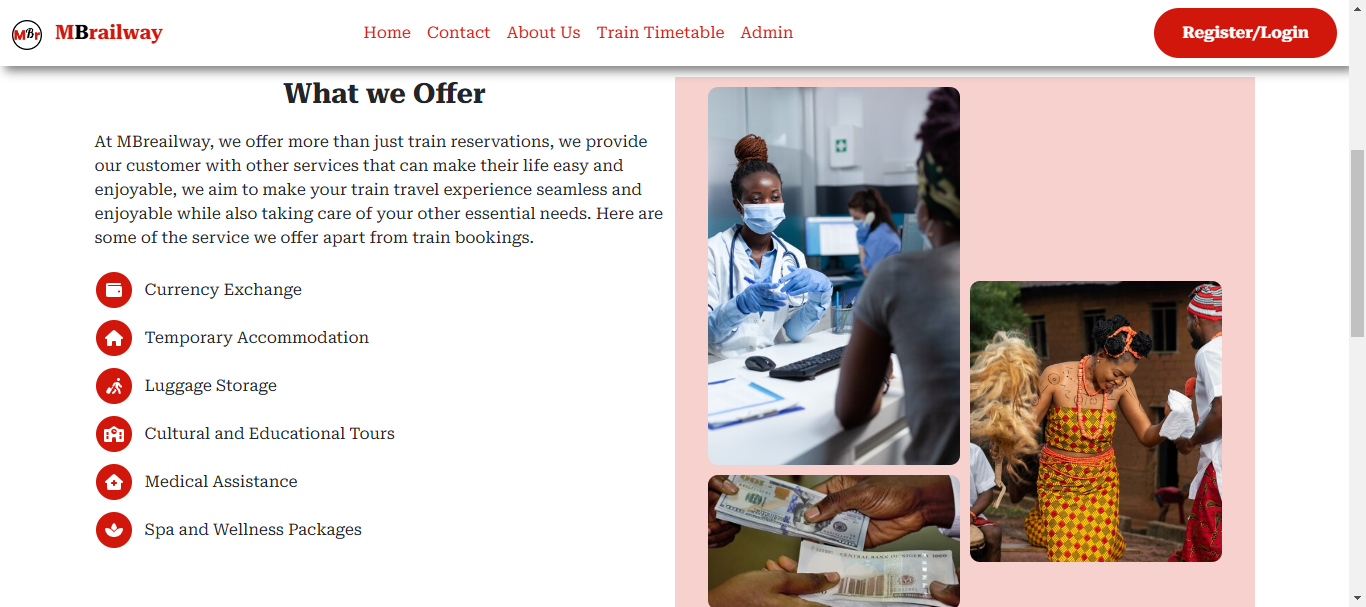 MBr MBrailway Home Contact About Us Train Timetable Admin Register/Login
What we Offer
At MBreailway, we offer more than just train reservations, we provide
our customer with other services that can make their life easy and
enjoyable, we aim to make your train travel experience seamless and
enjoyable while also taking care of your other essential needs. Here are
some of the service we offer apart from train bookings.
Currency Exchange
Temporary Accommodation
Luggage Storage
Cultural and Educational Tours
Medical Assistance
Spa and Wellness Packages
CENTRAL BANK OF NIGERIA